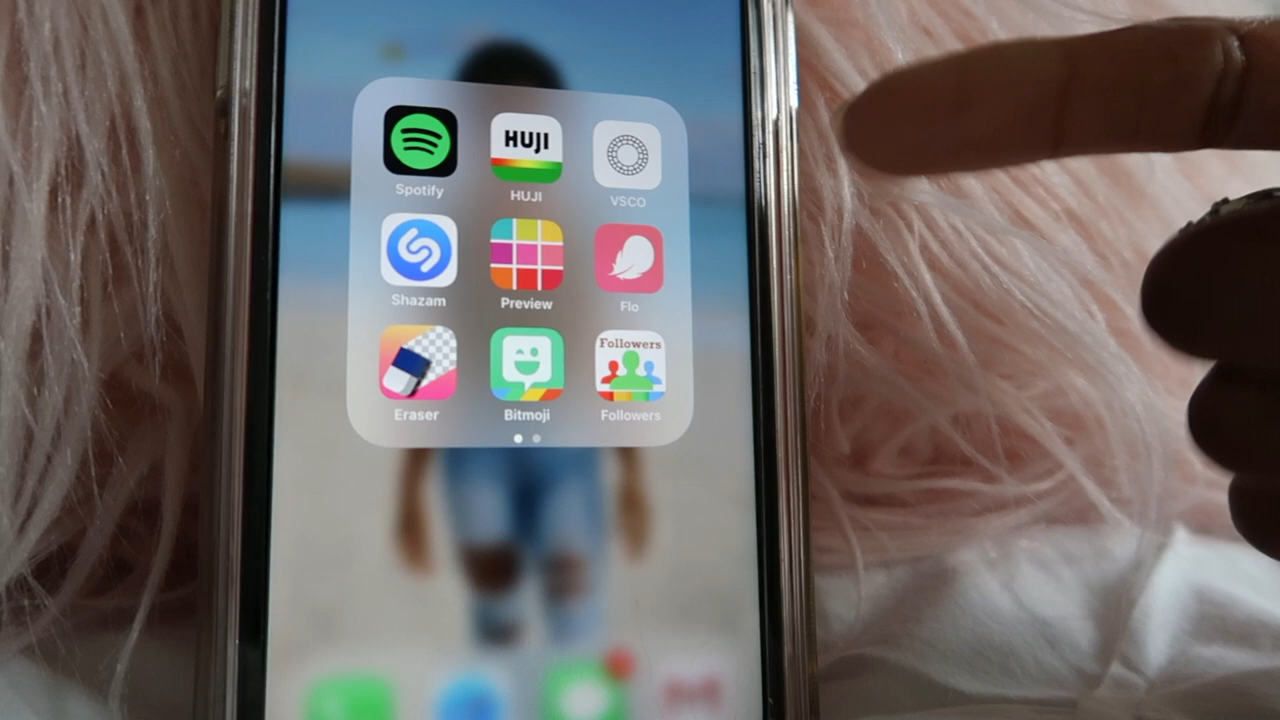 HUJI
Spotify
HUJI
VSCO
Shazam
Preview
Flo
Followers
Eraser
Bitmoji
Followers